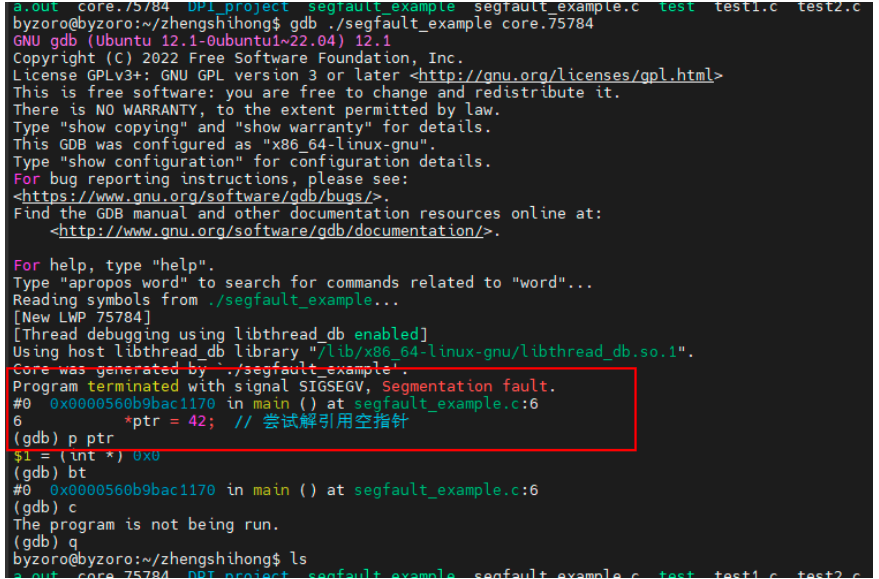 a.out  core.75784  DPI_project  segfault_example  segfault_example.c  test  test1.c  test2.c
byzoro@byzoro:~/zhengshihong$ gdb ./segfault_example core.75784
GNU gdb (Ubuntu 12.1-0ubuntu1~22.04) 12.1
Copyright (C) 2022 Free Software Foundation, Inc.
License GPLv3+: GNU GPL version 3 or later <http://gnu.org/licenses/gpl.html>
This is free software: you are free to change and redistribute it.
There is NO WARRANTY, to the extent permitted by law.
Type "show copying" and "show warranty" for details.
This GDB was configured as "x86_64-linux-gnu".
Type "show configuration" for configuration details.
For bug reporting instructions, please see:
<https://www.gnu.org/software/gdb/bugs/>.
Find the GDB manual and other documentation resources online at:
    <http://www.gnu.org/software/gdb/documentation/>.

For help, type "help".
Type "apropos word" to search for commands related to "word"...
Reading symbols from ./segfault_example...
[New LWP 75784]
[Thread debugging using libthread_db enabled]
Using host libthread_db library "/lib/x86_64-linux-gnu/libthread_db.so.1".
Core was generated by `./segfault_example'.
Program terminated with signal SIGSEGV, Segmentation fault.
#0  0x0000560b9bac1170 in main () at segfault_example.c:6
6           *ptr = 42;  // 尝试解引用空指针
(gdb) p ptr
$1 = (int *) 0x0
(gdb) bt
#0  0x0000560b9bac1170 in main () at segfault_example.c:6
(gdb) c
The program is not being run.
(gdb) q
byzoro@byzoro:~/zhengshihong$ ls
a.out  core.75784  DPI_project  segfault_example  segfault_example.c  test  test1.c  test2.c